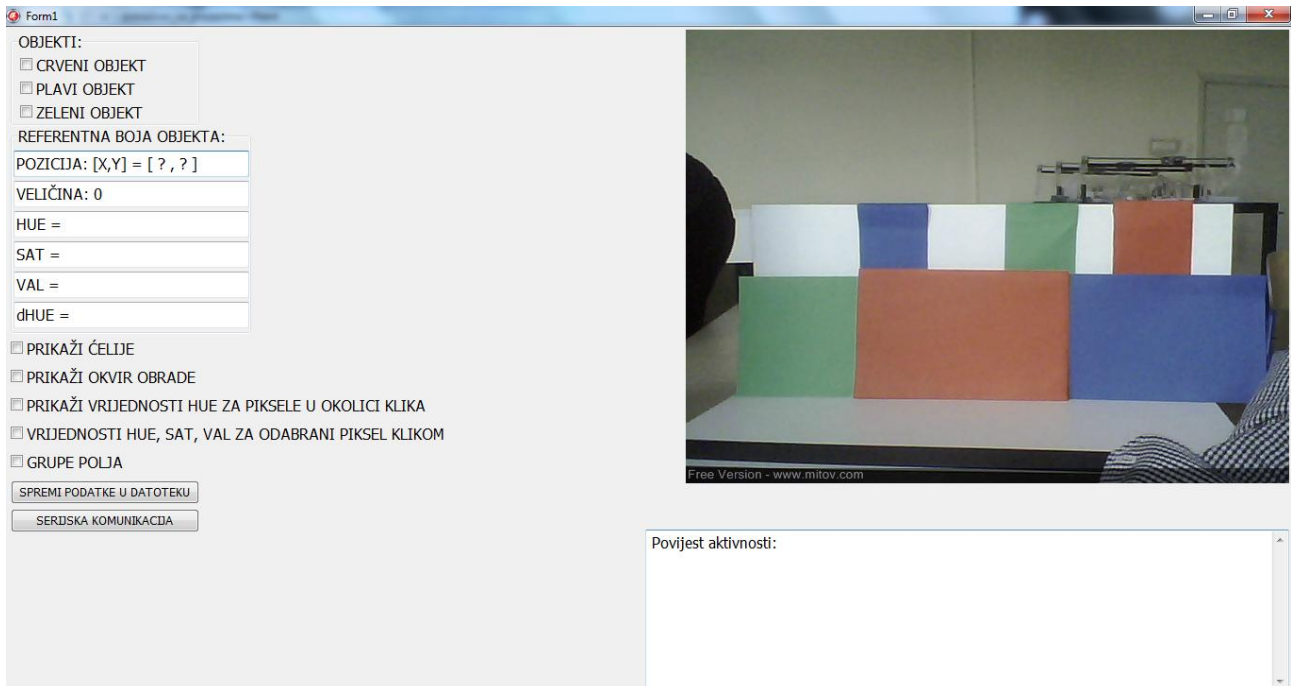 Form1
OBJEKTI:
CRVENI OBJEKT
PLAVI OBJEKT
ZELENI OBJEKT
REFERENTNA BOJA OBJEKTA:
POZICIJA: [X,Y] = [ ? , ? ]
VELIČINA: 0
HUE =
SAT =
VAL =
dHUE =
PRIKAŽI ĆELIJE
PRIKAŽI OKVIR OBRADE
PRIKAŽI VRIJEDNOSTI HUE ZA PIKSELE U OKOLICI KLIKA
VRIJEDNOSTI HUE, SAT, VAL ZA ODABRANI PIKSEL KLIKOM
GRUPE POLJA
SPREMI PODATKE U DATOTEKU
SERIJSKA KOMUNIKACIJA
Free Version - www.mitov.com
Povijest aktivnosti: